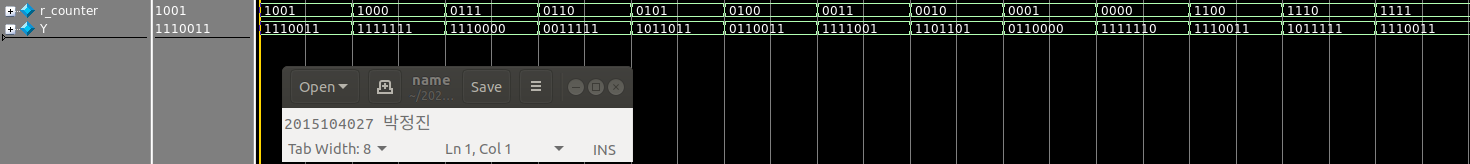 r_counter 1001 1001 1000 0111 0110 0101 0100 0011 0010 0001 0000 1100 1110 1111
Y 1110011 1110011 1111111 1110000 0011111 1011011 0110011 1111001 1101101 0110000 1111110 1110011 1011111 1110011
Open name Save
~/202...
2015104027 박정진
Tab Width: 8 Ln 1, Col 1 INS